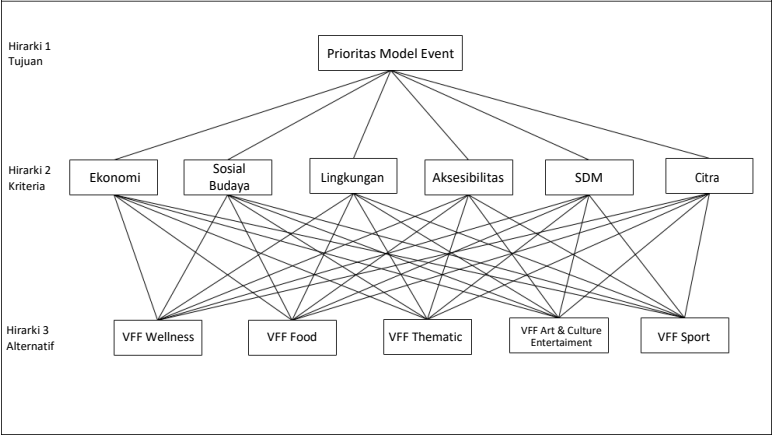 Hirarki 1
Tujuan
Prioritas Model Event
Hirarki 2
Kriteria
Ekonomi
Sosial
Budaya
Lingkungan
Aksesibilitas
SDM
Citra
Hirarki 3
Alternatif
VFF Wellness
VFF Food
VFF Thematic
VFF Art & Culture
Entertaiment
VFF Sport